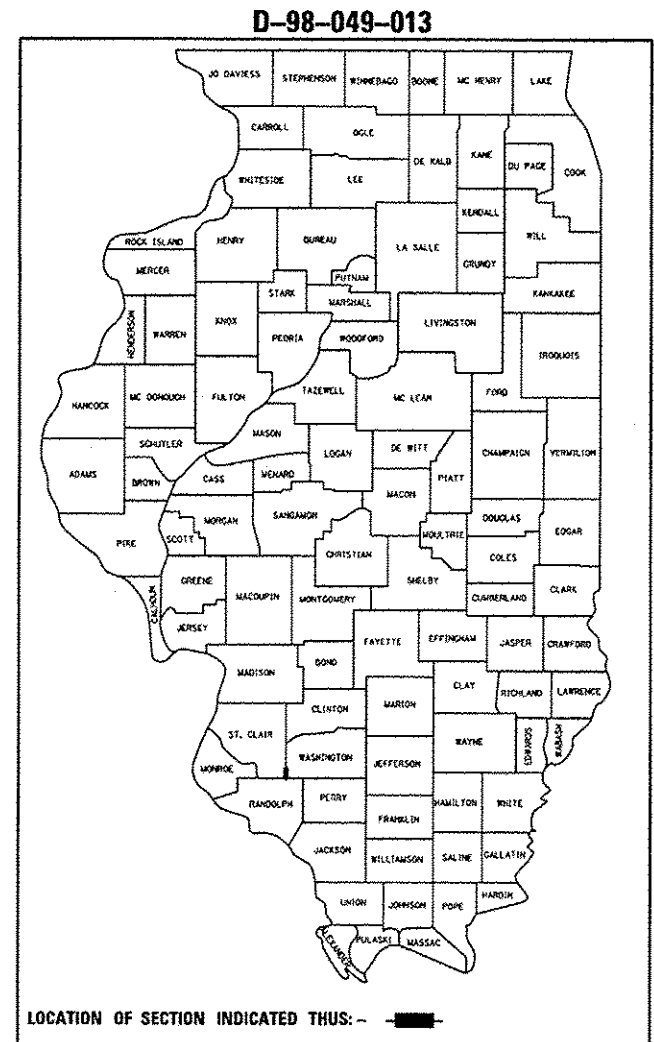 D-98-049-013
JO DAVIESS STEPHENSON WINNEBAGO BOONE MC HENRY LAKE
CARROLL OGLE DE KALB KANE DU PAGE COOK
WHITESIDE LEE
KENDALL WILL
ROCK ISLAND HENRY BUREAU LA SALLE GRUNDY
MERCER PUTNAM
STARK MARSHALL KANKAKEE
HENDERSON WARREN KNOX PEORIA WOODFORD LIVINGSTON IROQUOIS
HANCOCK MC DONOUGH FULTON TAZEWELL MC LEAN FORD
MASON
SCHUYLER LOGAN DE WITT CHAMPAIGN VERMILION
ADAMS BROWN CASS MENARD PIATT
MACON
PIKE SCOTT MORGAN SANGAMON MOULTRIE DOUGLAS EDGAR
CHRISTIAN COLES
CALHOUN GREENE MACOUPIN MONTGOMERY SHELBY CUMBERLAND CLARK
JERSEY FAYETTE EFFINGHAM JASPER CRAWFORD
MADISON BOND
CLINTON MARION CLAY RICHLAND LAWRENCE
ST. CLAIR WAYNE EDWARDS WABASH
MONROE WASHINGTON JEFFERSON
RANDOLPH PERRY HAMILTON WHITE
FRANKLIN
JACKSON WILLIAMSON SALINE GALLATIN
UNION JOHNSON POPE HARDIN
ALEXANDER PULASKI MASSAC
LOCATION OF SECTION INDICATED THUS: -